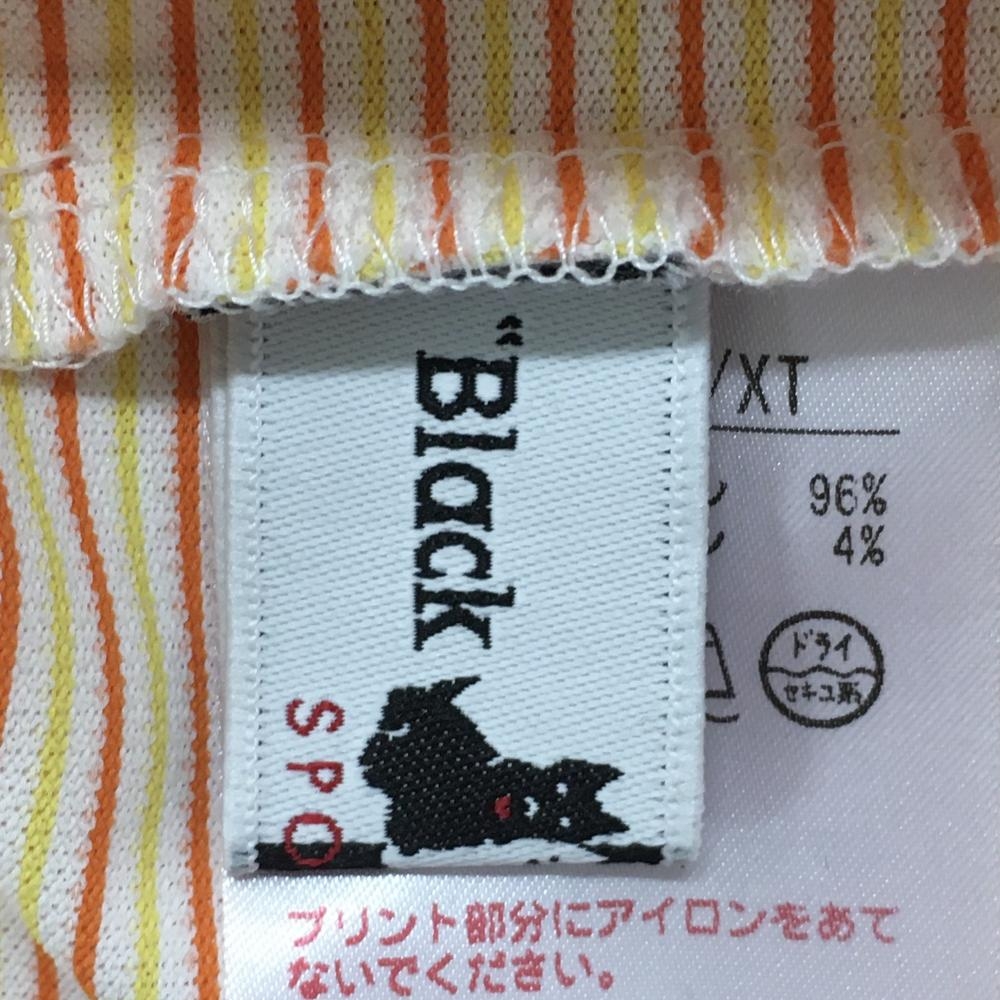 "Black
SPO
/XT
96%
4%
ドライ
セキユ系
プリント部分にアイロンをあて
ないでください。